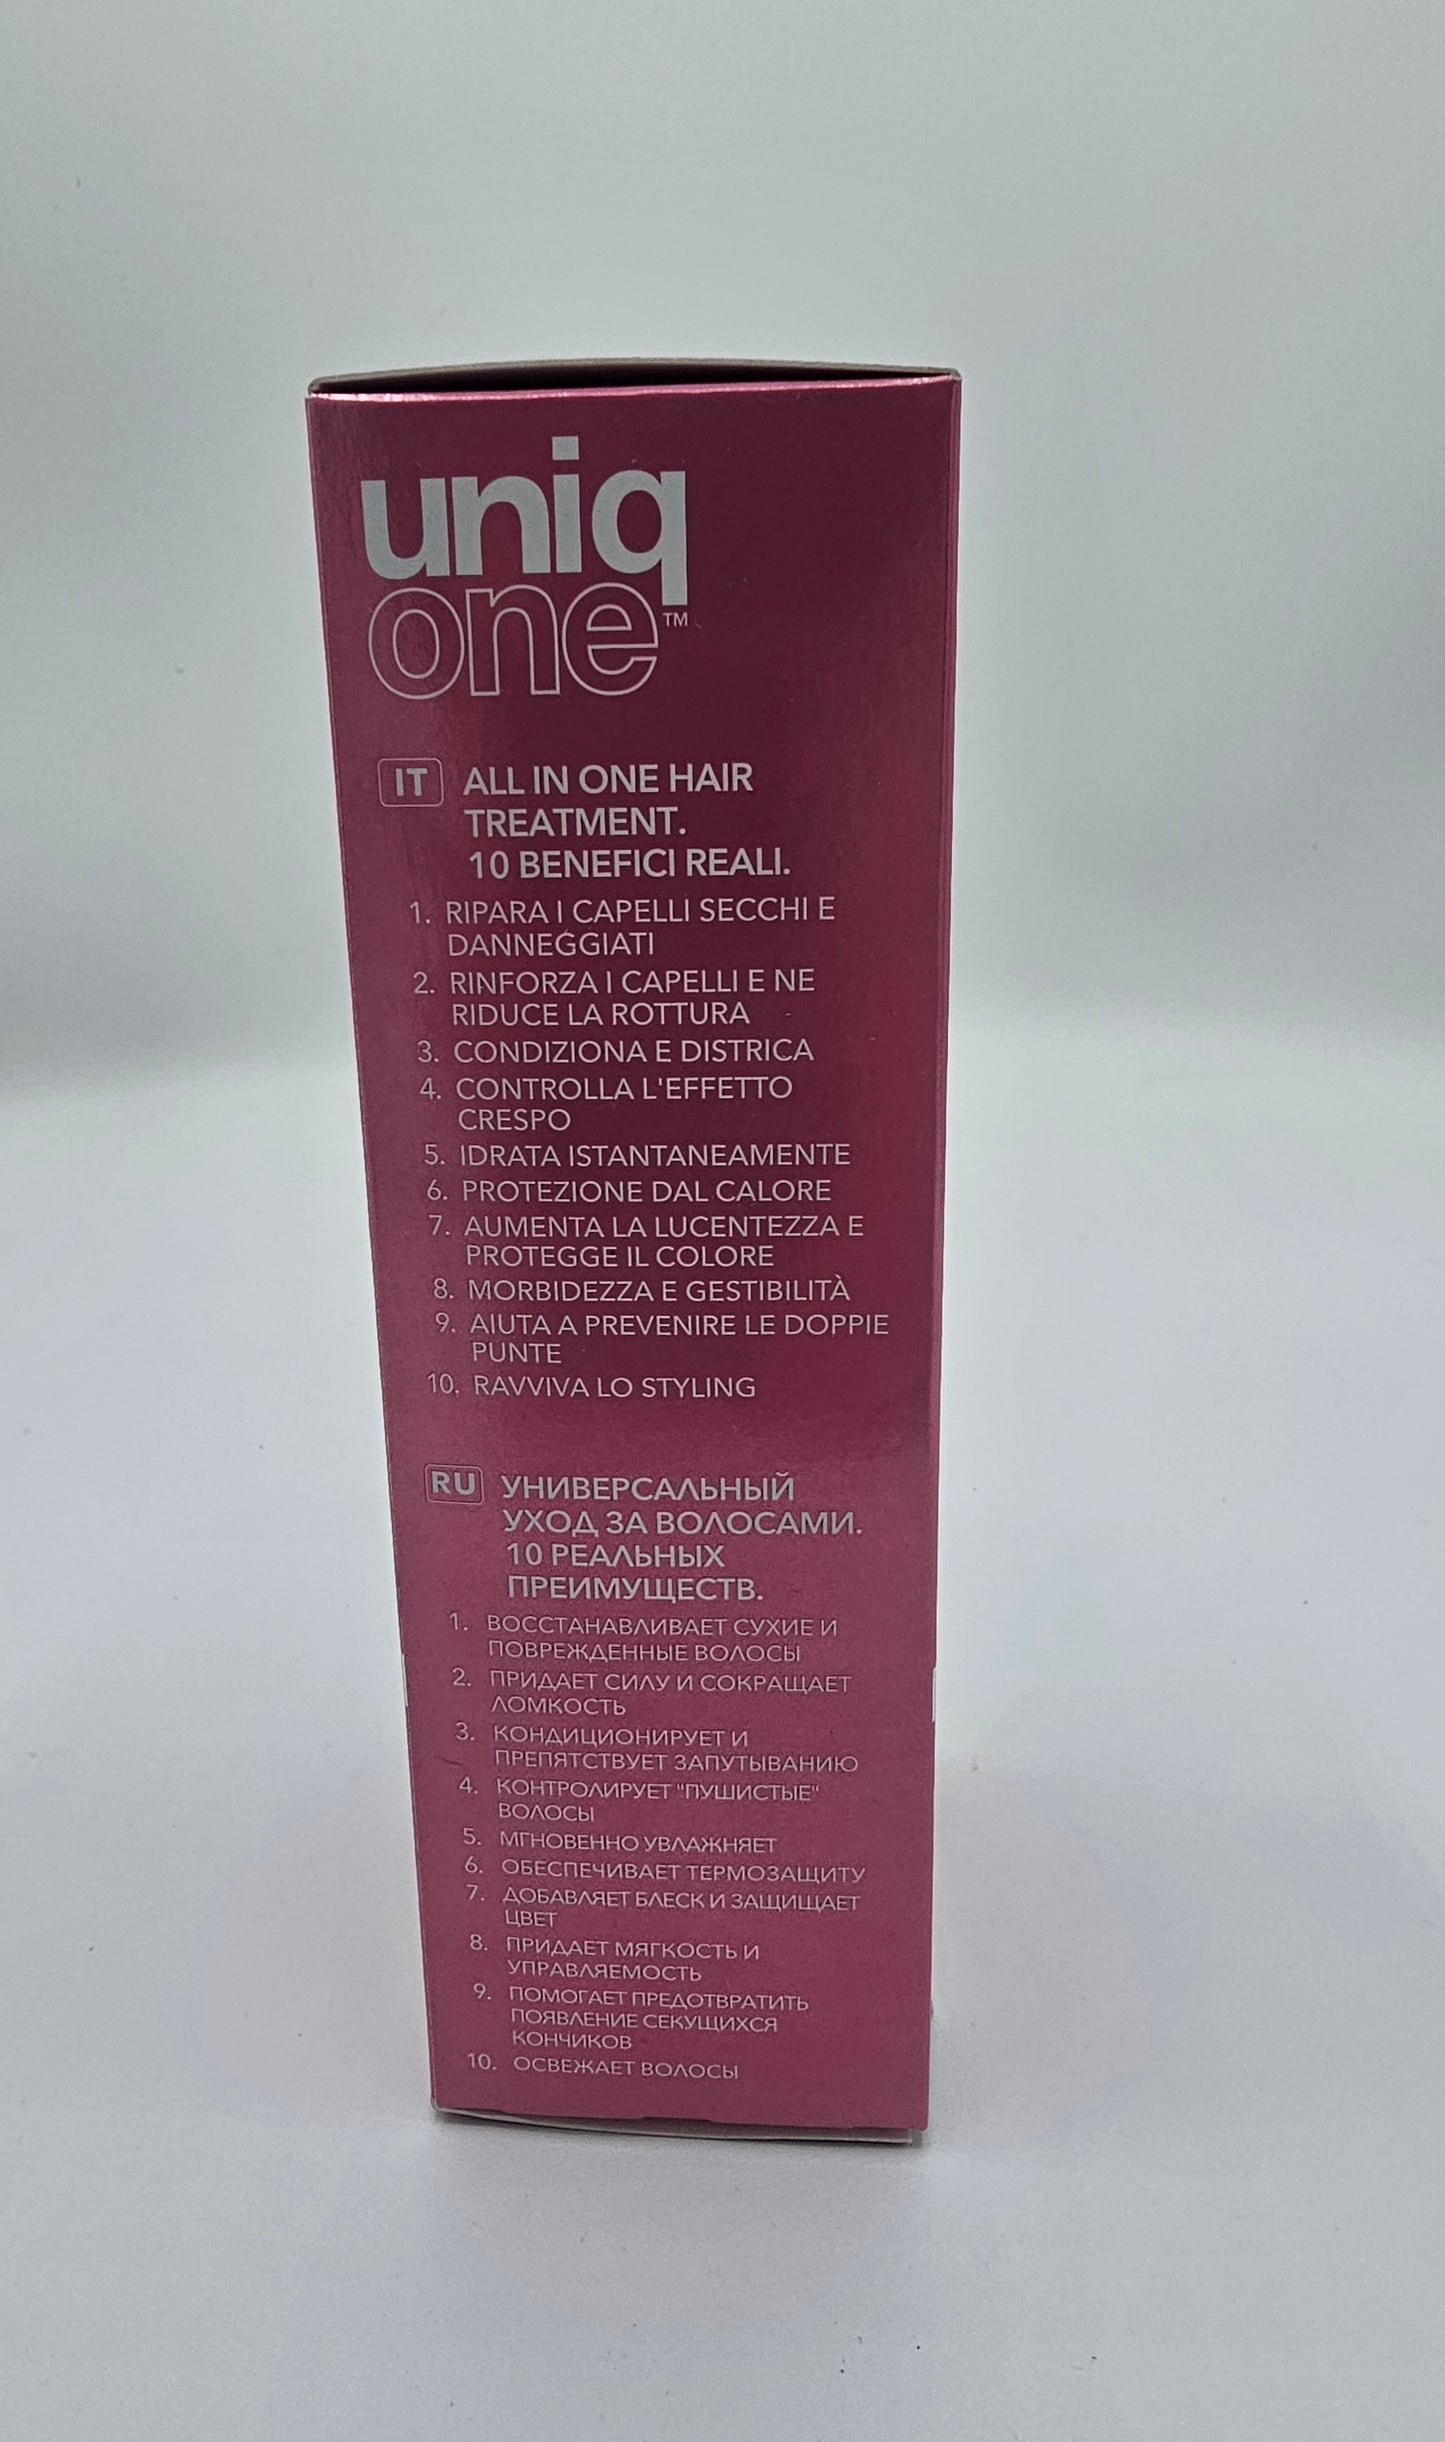 uniq
one™
IT ALL IN ONE HAIR
TREATMENT.
10 BENEFICI REALI.
1. RIPARA I CAPELLI SECCHI E
DANNEGGIATI
2. RINFORZA I CAPELLI E NE
RIDUCE LA ROTTURA
3. CONDIZIONA E DISTRICA
4. CONTROLLA L'EFFETTO
CRESPO
5. IDRATA ISTANTANEAMENTE
6. PROTEZIONE DAL CALORE
7. AUMENTA LA LUCENTEZZA E
PROTEGGE IL COLORE
8. MORBIDEZZA E GESTIBILITÀ
9. AIUTA A PREVENIRE LE DOPPIE
PUNTE
10. RAVVIVA LO STYLING
RU УНИВЕРСАЛЬНЫЙ
УХОД ЗА ВОЛОСАМИ.
10 РЕАЛЬНЫХ
ПРЕИМУЩЕСТВ.
1. ВОССТАНАВЛИВАЕТ СУХИЕ И
ПОВРЕЖДЕННЫЕ ВОЛОСЫ
2. ПРИДАЕТ СИЛУ И СОКРАЩАЕТ
ЛОМКОСТЬ
3. КОНДИЦИОНИРУЕТ И
ПРЕПЯТСТВУЕТ ЗАПУТЫВАНИЮ
4. КОНТРОЛИРУЕТ "ПУШИСТЫЕ"
ВОЛОСЫ
5. МГНОВЕННО УВЛАЖНЯЕТ
6. ОБЕСПЕЧИВАЕТ ТЕРМОЗАЩИТУ
7. ДОБАВЛЯЕТ БЛЕСК И ЗАЩИЩАЕТ
ЦВЕТ
8. ПРИДАЕТ МЯГКОСТЬ И
УПРАВЛЯЕМОСТЬ
9. ПОМОГАЕТ ПРЕДОТВРАТИТЬ
ПОЯВЛЕНИЕ СЕКУЩИХСЯ
КОНЧИКОВ
10. ОСВЕЖАЕТ ВОЛОСЫ